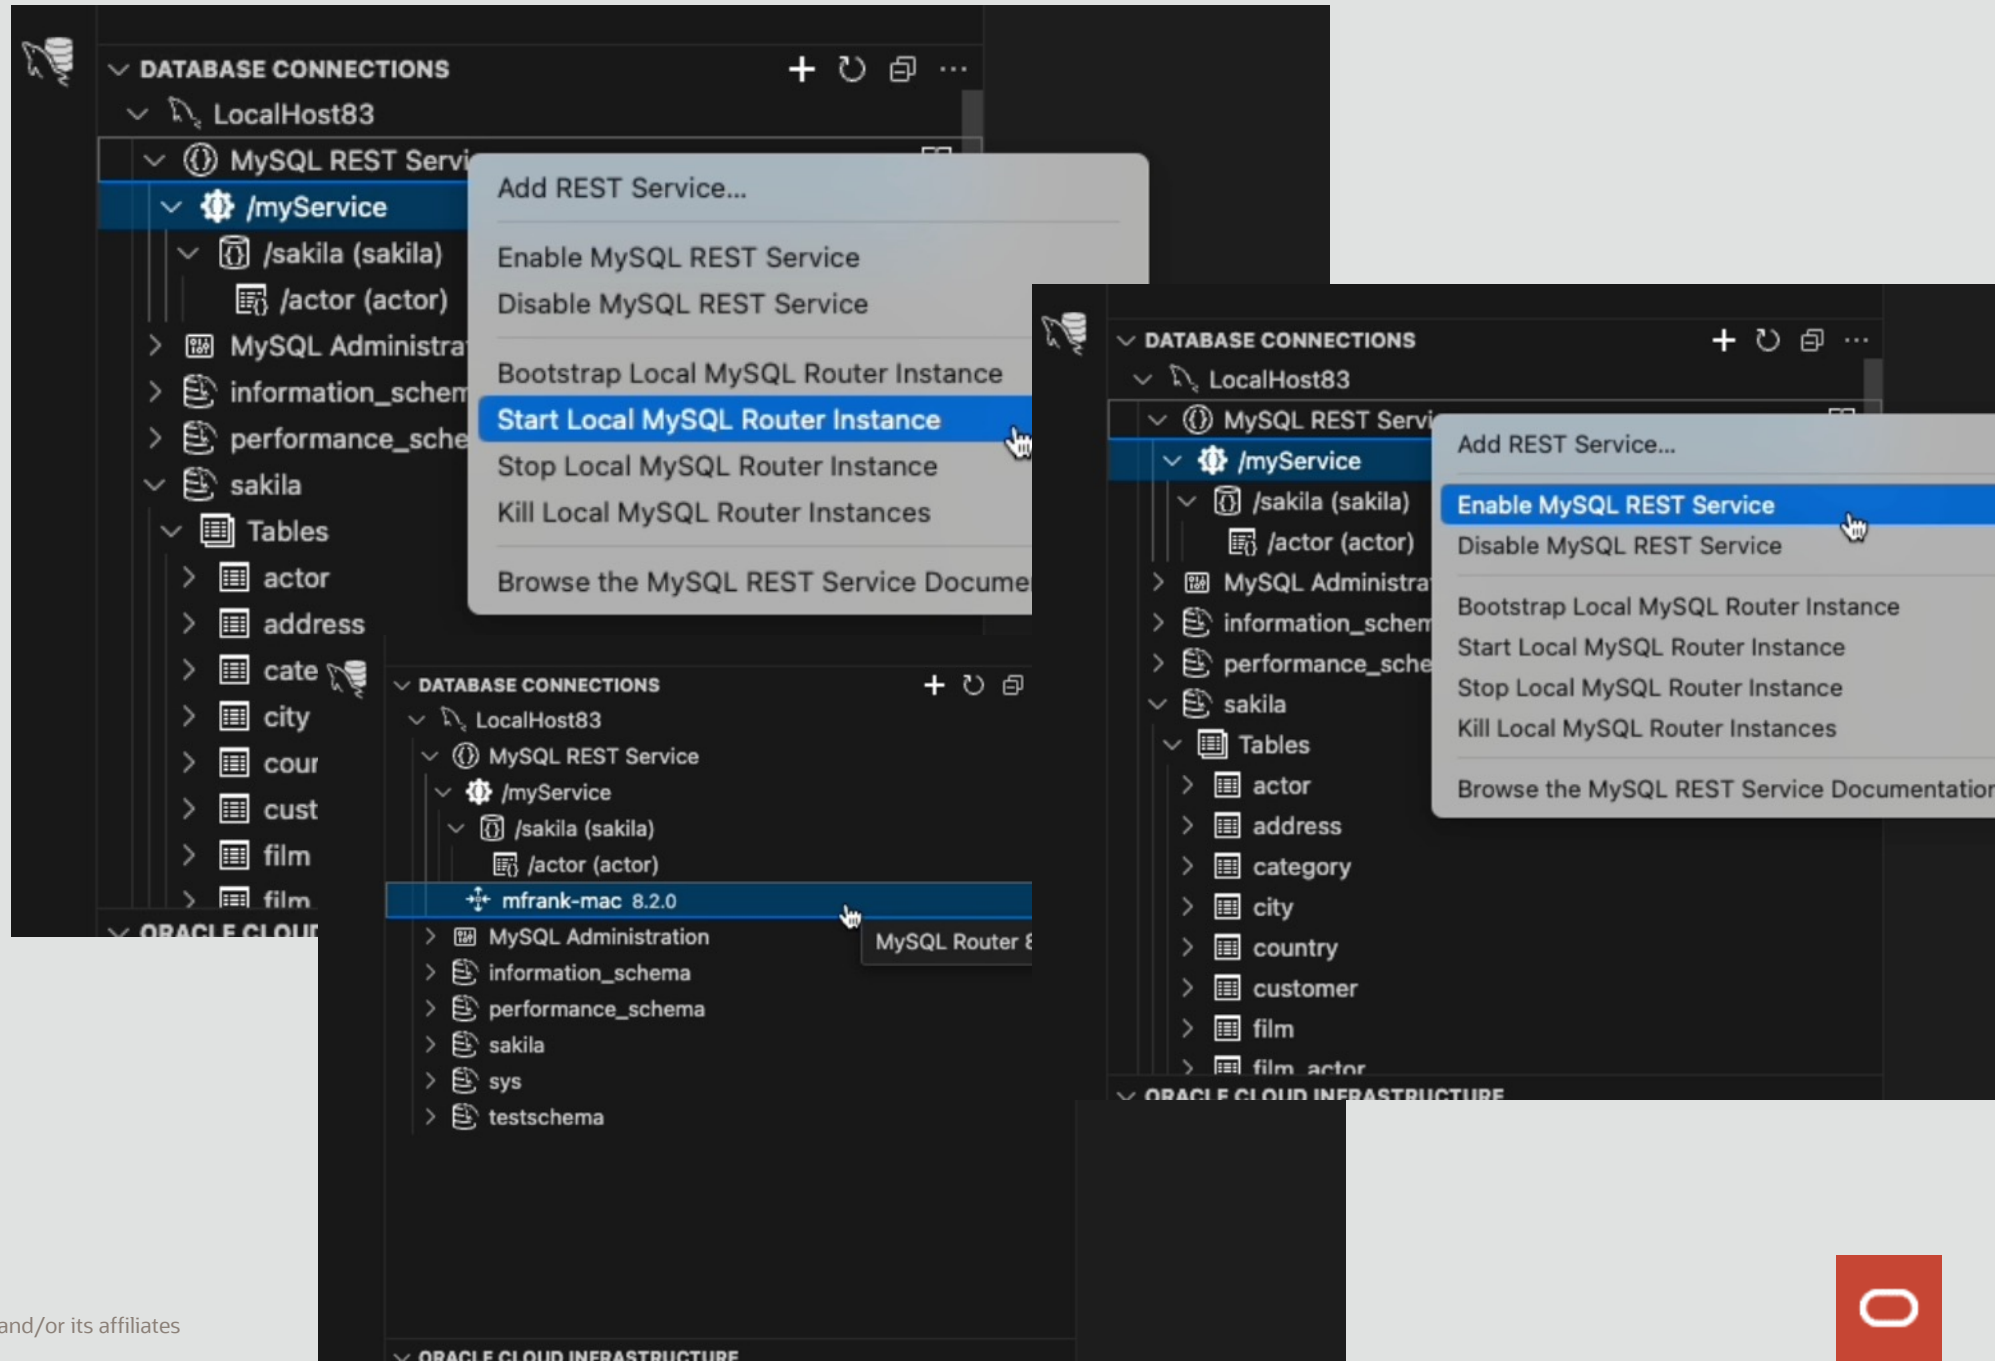 DATABASE CONNECTIONS
LocalHost83
MySQL REST Servi
/myService
/sakila (sakila)
/actor (actor)
MySQL Administra
information_schem
performance_sche
sakila
Tables
actor
address
cate
city
cour
cust
film
film
ORACLE CLOUD
Add REST Service...
Enable MySQL REST Service
Disable MySQL REST Service
Bootstrap Local MySQL Router Instance
Start Local MySQL Router Instance
Stop Local MySQL Router Instance
Kill Local MySQL Router Instances
Browse the MySQL REST Service Docume
DATABASE CONNECTIONS
LocalHost83
MySQL REST Servi
/myService
/sakila (sakila)
/actor (actor)
MySQL Administra
information_schem
performance_sche
sakila
Tables
actor
address
category
city
country
customer
film
film_actor
ORACLE CLOUD INFRASTRUCTURE
Add REST Service...
Enable MySQL REST Service
Disable MySQL REST Service
Bootstrap Local MySQL Router Instance
Start Local MySQL Router Instance
Stop Local MySQL Router Instance
Kill Local MySQL Router Instances
Browse the MySQL REST Service Documentation
DATABASE CONNECTIONS
LocalHost83
MySQL REST Service
/myService
/sakila (sakila)
/actor (actor)
mfrank-mac 8.2.0
MySQL Administration
MySQL Router 8
information_schema
performance_schema
sakila
sys
testschema
ORACLE CLOUD INFRASTRUCTURE
and/or its affiliates